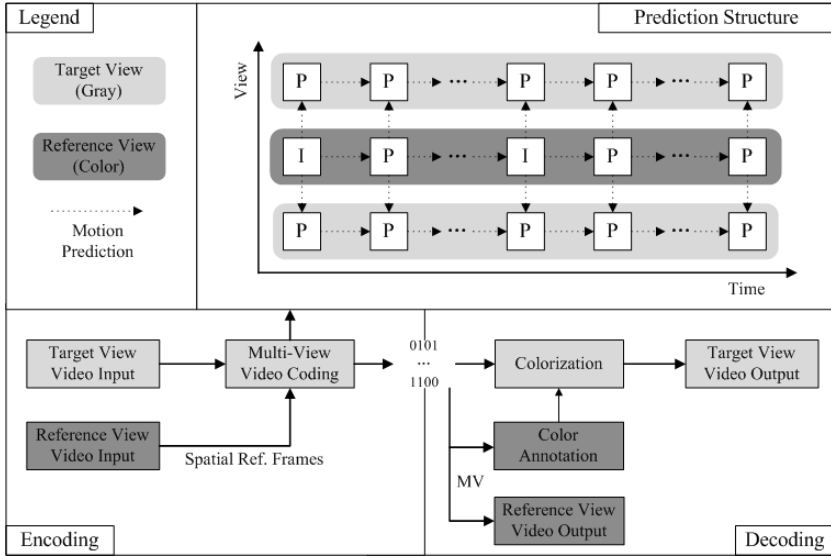 Legend
Prediction Structure
Target View
(Gray)
Reference View
(Color)
Motion
Prediction
View
P P ··· P P ··· P
I P ··· I P ··· P
P P ··· P P ··· P
Time
Target View
Video Input
Multi-View
Video Coding
0101
...
1100
Colorization
Target View
Video Output
Reference View
Video Input
Spatial Ref. Frames
Color
Annotation
MV
Reference View
Video Output
Encoding
Decoding